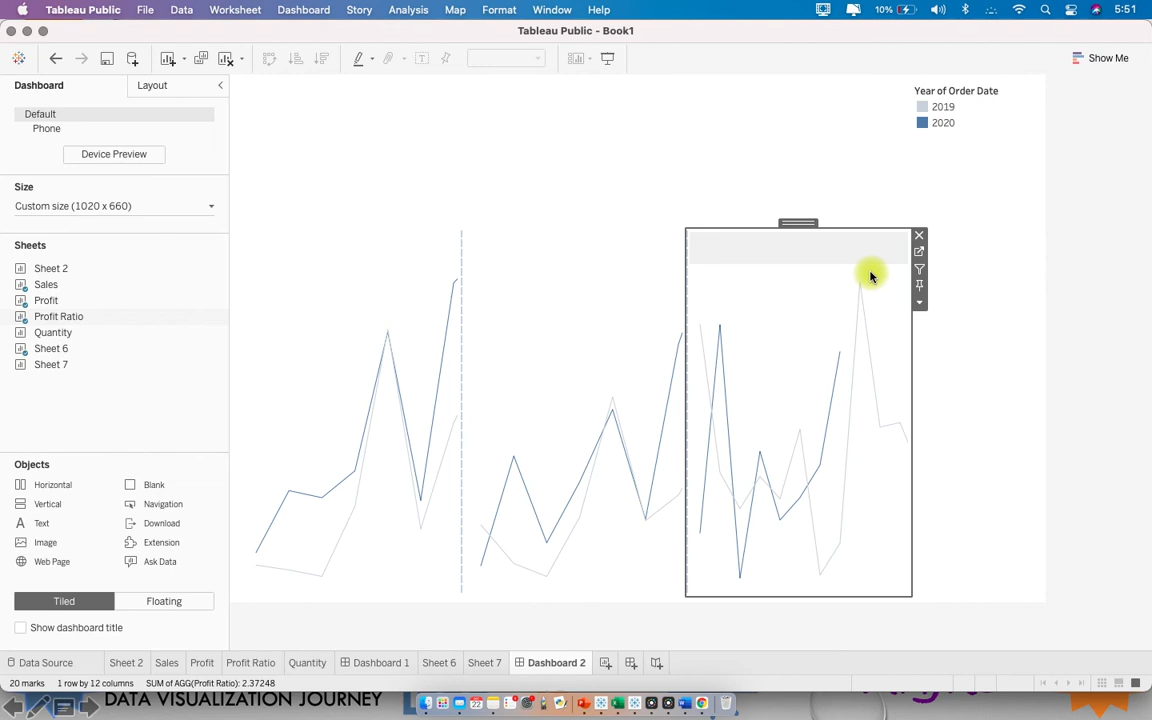 Tableau Public File Data Worksheet Dashboard Story Analysis Map Format Window Help 10% 5:51
Tableau Public - Book1
Show Me
Dashboard Layout
Default
Phone
Device Preview
Size
Custom size (1020 x 660)
Sheets
Sheet 2
Sales
Profit
Profit Ratio
Quantity
Sheet 6
Sheet 7
Objects
Horizontal Blank
Vertical Navigation
Text Download
Image Extension
Web Page Ask Data
Tiled Floating
Show dashboard title
Year of Order Date
2019
2020
Data Source Sheet 2 Sales Profit Profit Ratio Quantity Dashboard 1 Sheet 6 Sheet 7 Dashboard 2
20 marks 1 row by 12 columns SUM of AGG(Profit Ratio): 2.37248
DATA VISUALIZATION JOURNEY